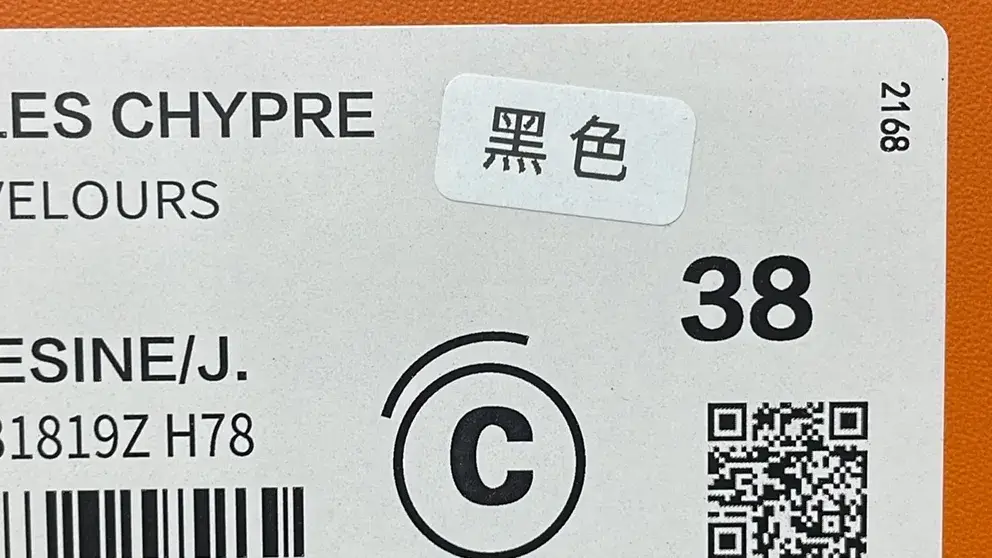 LES CHYPRE
黑色
2168
VELOURS
38
ESINE/J.
31819Z H78
C